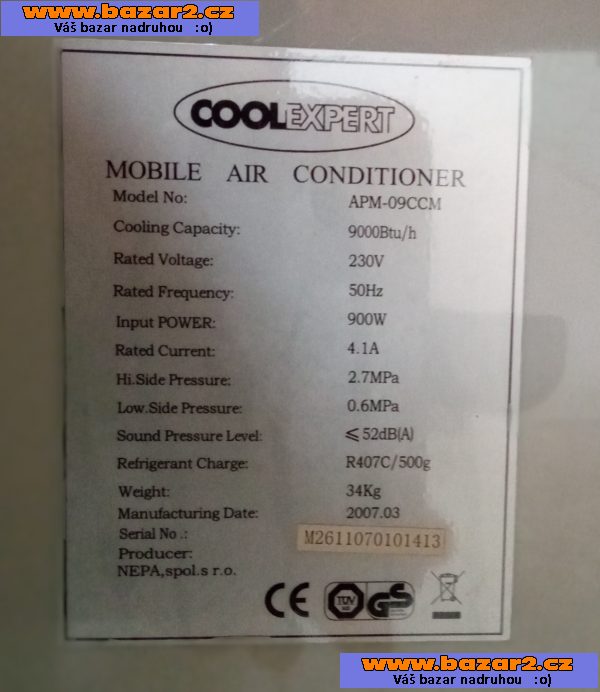 www.bazar2.cz
Váš bazar nadruhou :o)
COOLEXPERT
MOBILE AIR CONDITIONER
Model No: APM-09CCM
Cooling Capacity: 9000Btu/h
Rated Voltage: 230V
Rated Frequency: 50Hz
Input POWER: 900W
Rated Current: 4.1A
Hi.Side Pressure: 2.7MPa
Low.Side Pressure: 0.6MPa
Sound Pressure Level: ≤52dB(A)
Refrigerant Charge: R407C/500g
Weight: 34Kg
Manufacturing Date: 2007.03
Serial No.: M2611070101413
Producer:
NEPA,spol.s r.o.
CE TÜV GS
www.bazar2.cz
Váš bazar nadruhou :o)